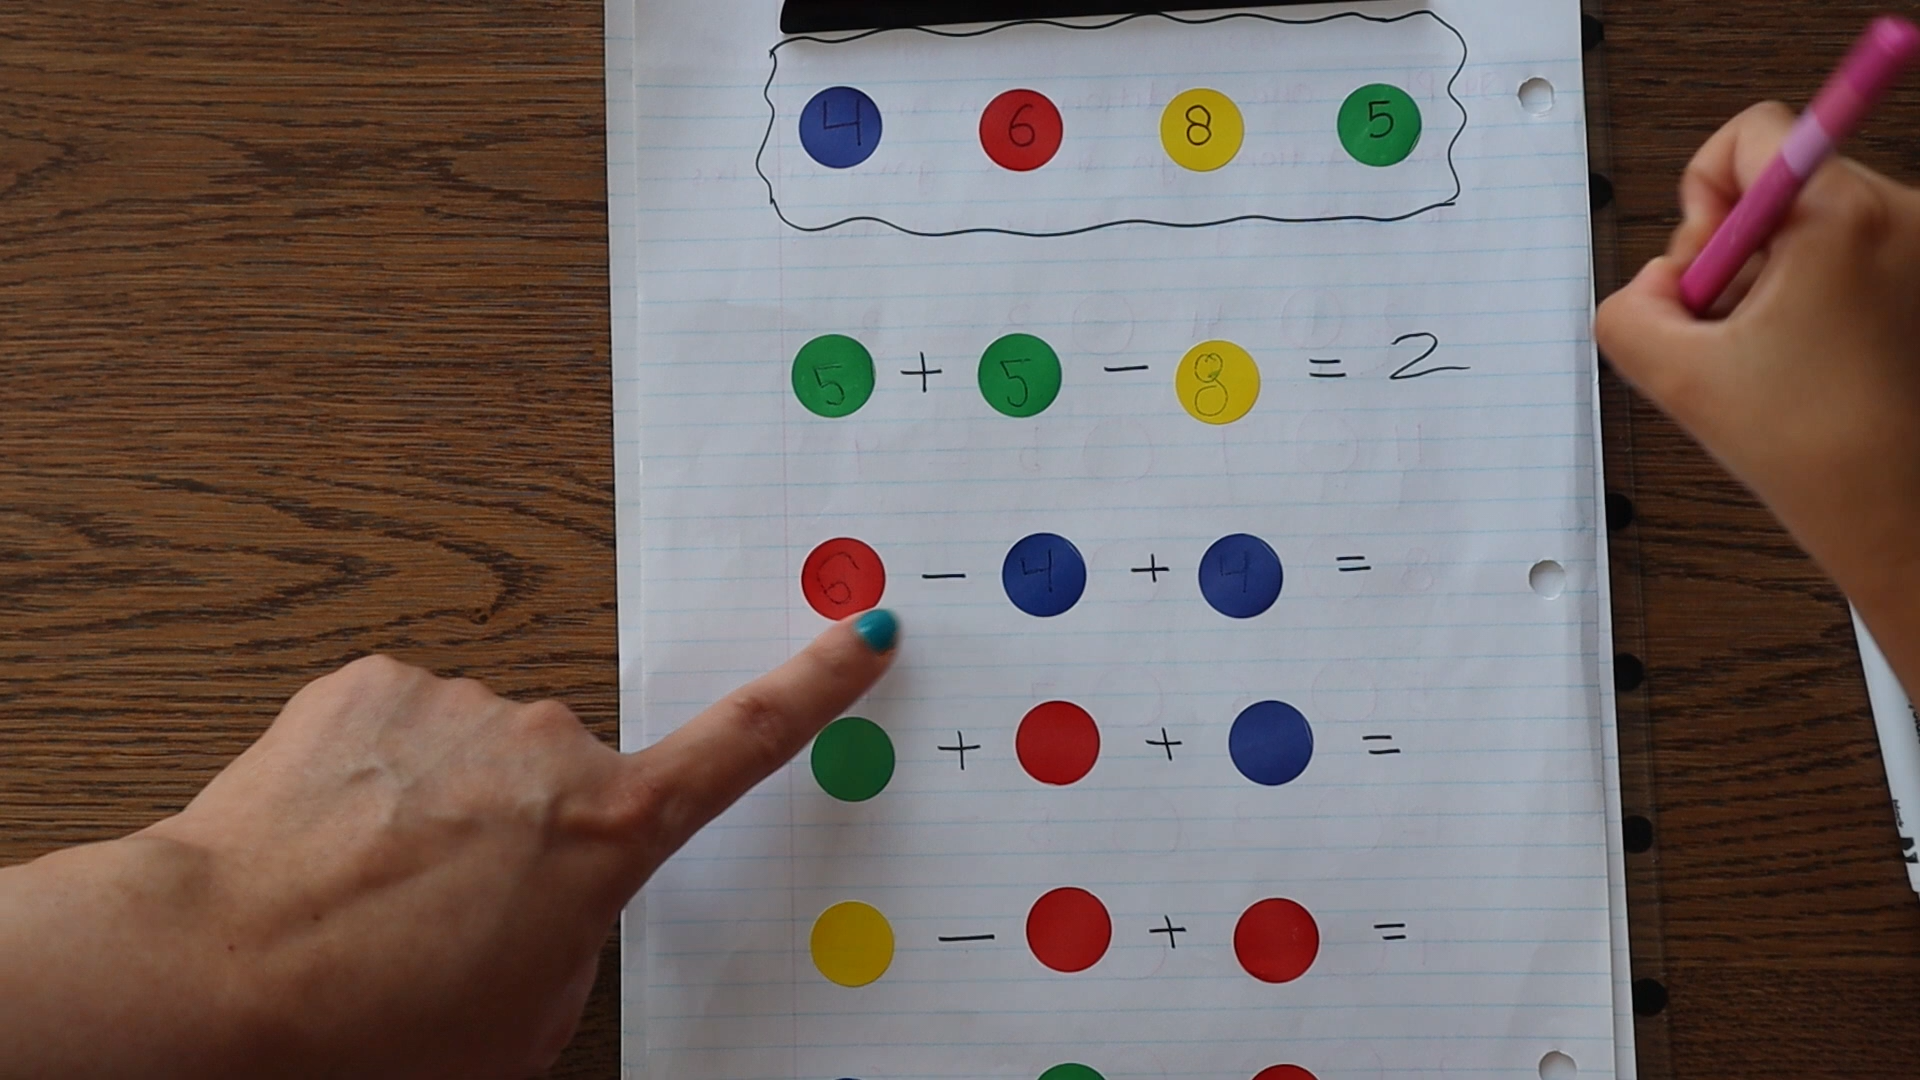 4 6 8 5
5 + 5 - 8 = 2
6 - 4 + 4 =
+ + =
- + =